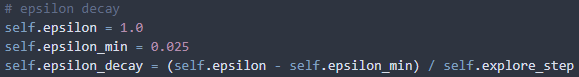 # epsilon decay
self.epsilon = 1.0
self.epsilon_min = 0.025
self.epsilon_decay = (self.epsilon - self.epsilon_min) / self.explore_step